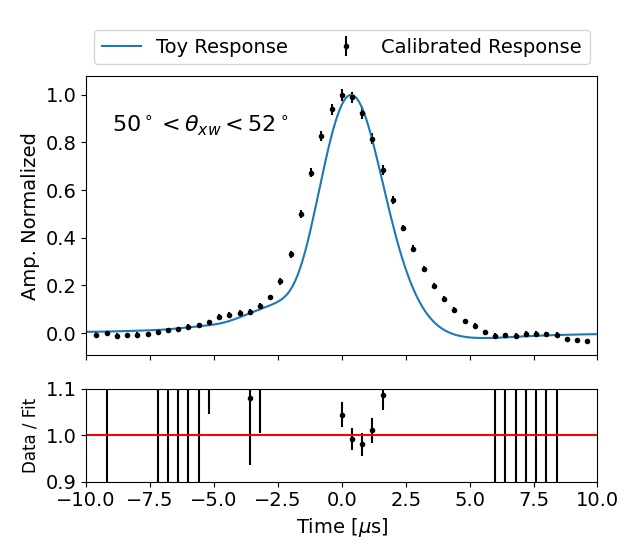 Toy Response Calibrated Response
50° < θxw < 52°
Amp. Normalized
1.0
0.8
0.6
0.4
0.2
0.0
Data / Fit
1.1
1.0
0.9
−10.0 −7.5 −5.0 −2.5 0.0 2.5 5.0 7.5 10.0
Time [μs]